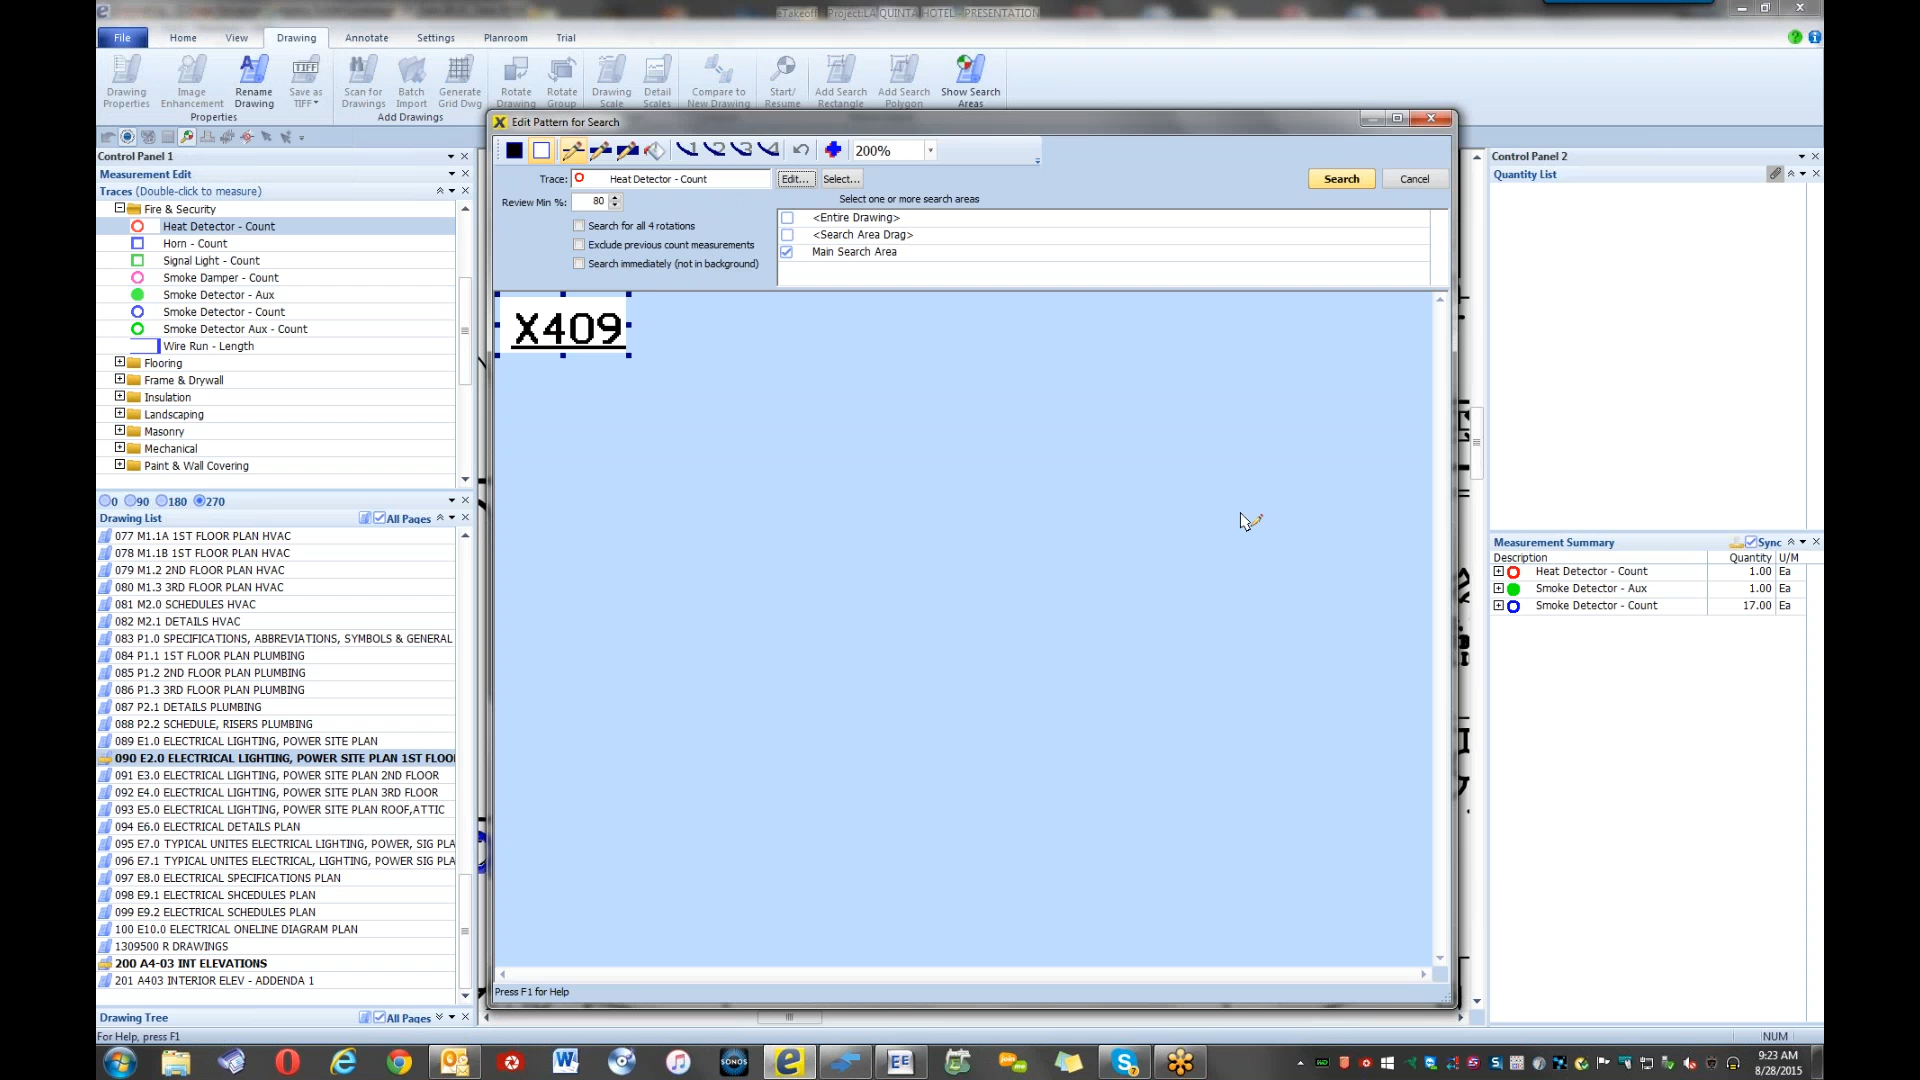 eTakeoff Project:LA QUINTA HOTEL - PRESENTATION
File Home View Drawing Annotate Settings Planroom Trial
Drawing Properties
Image Enhancement
Rename Drawing
Save as TIFF
Scan for Drawings
Batch Import
Generate Grid Dwg
Rotate Drawing
Rotate Group
Drawing Scale
Detail Scales
Compare to New Drawing
Start/ Resume
Add Search Rectangle
Add Search Polygon
Show Search Areas
Properties
Add Drawings
Control Panel 1
Measurement Edit
Traces (Double-click to measure)
Fire & Security
Heat Detector - Count
Horn - Count
Signal Light - Count
Smoke Damper - Count
Smoke Detector - Aux
Smoke Detector - Count
Smoke Detector Aux - Count
Wire Run - Length
Flooring
Frame & Drywall
Insulation
Landscaping
Masonry
Mechanical
Paint & Wall Covering
0 90 180 270
Drawing List All Pages
077 M1.1A 1ST FLOOR PLAN HVAC
078 M1.1B 1ST FLOOR PLAN HVAC
079 M1.2 2ND FLOOR PLAN HVAC
080 M1.3 3RD FLOOR PLAN HVAC
081 M2.0 SCHEDULES HVAC
082 M2.1 DETAILS HVAC
083 P1.0 SPECIFICATIONS, ABBREVIATIONS, SYMBOLS & GENERAL
084 P1.1 1ST FLOOR PLAN PLUMBING
085 P1.2 2ND FLOOR PLAN PLUMBING
086 P1.3 3RD FLOOR PLAN PLUMBING
087 P2.1 DETAILS PLUMBING
088 P2.2 SCHEDULE, RISERS PLUMBING
089 E1.0 ELECTRICAL LIGHTING, POWER SITE PLAN
090 E2.0 ELECTRICAL LIGHTING, POWER SITE PLAN 1ST FLOO
091 E3.0 ELECTRICAL LIGHTING, POWER SITE PLAN 2ND FLOOR
092 E4.0 ELECTRICAL LIGHTING, POWER SITE PLAN 3RD FLOOR
093 E5.0 ELECTRICAL LIGHTING, POWER SITE PLAN ROOF,ATTIC
094 E6.0 ELECTRICAL DETAILS PLAN
095 E7.0 TYPICAL UNITES ELECTRICAL LIGHTING, POWER, SIG PLA
096 E7.1 TYPICAL UNITES ELECTRICAL, LIGHTING, POWER SIG PLA
097 E8.0 ELECTRICAL SPECIFICATIONS PLAN
098 E9.1 ELECTRICAL SHCEDULES PLAN
099 E9.2 ELECTRICAL SCHEDULES PLAN
100 E10.0 ELECTRICAL ONELINE DIAGRAM PLAN
1309500 R DRAWINGS
200 A4-03 INT ELEVATIONS
201 A403 INTERIOR ELEV - ADDENDA 1
Drawing Tree All Pages
For Help, press F1
Edit Pattern for Search
1 2 3 4 200%
Trace: Heat Detector - Count Edit... Select... Search Cancel
Review Min %: 80 Select one or more search areas
Search for all 4 rotations
Exclude previous count measurements
Search immediately (not in background)
<Entire Drawing>
<Search Area Drag>
Main Search Area
X409
Press F1 for Help
Control Panel 2
Quantity List
Measurement Summary Sync
Description Quantity U/M
Heat Detector - Count 1.00 Ea
Smoke Detector - Aux 1.00 Ea
Smoke Detector - Count 17.00 Ea
NUM
SONOS
EE
9:23 AM
8/28/2015